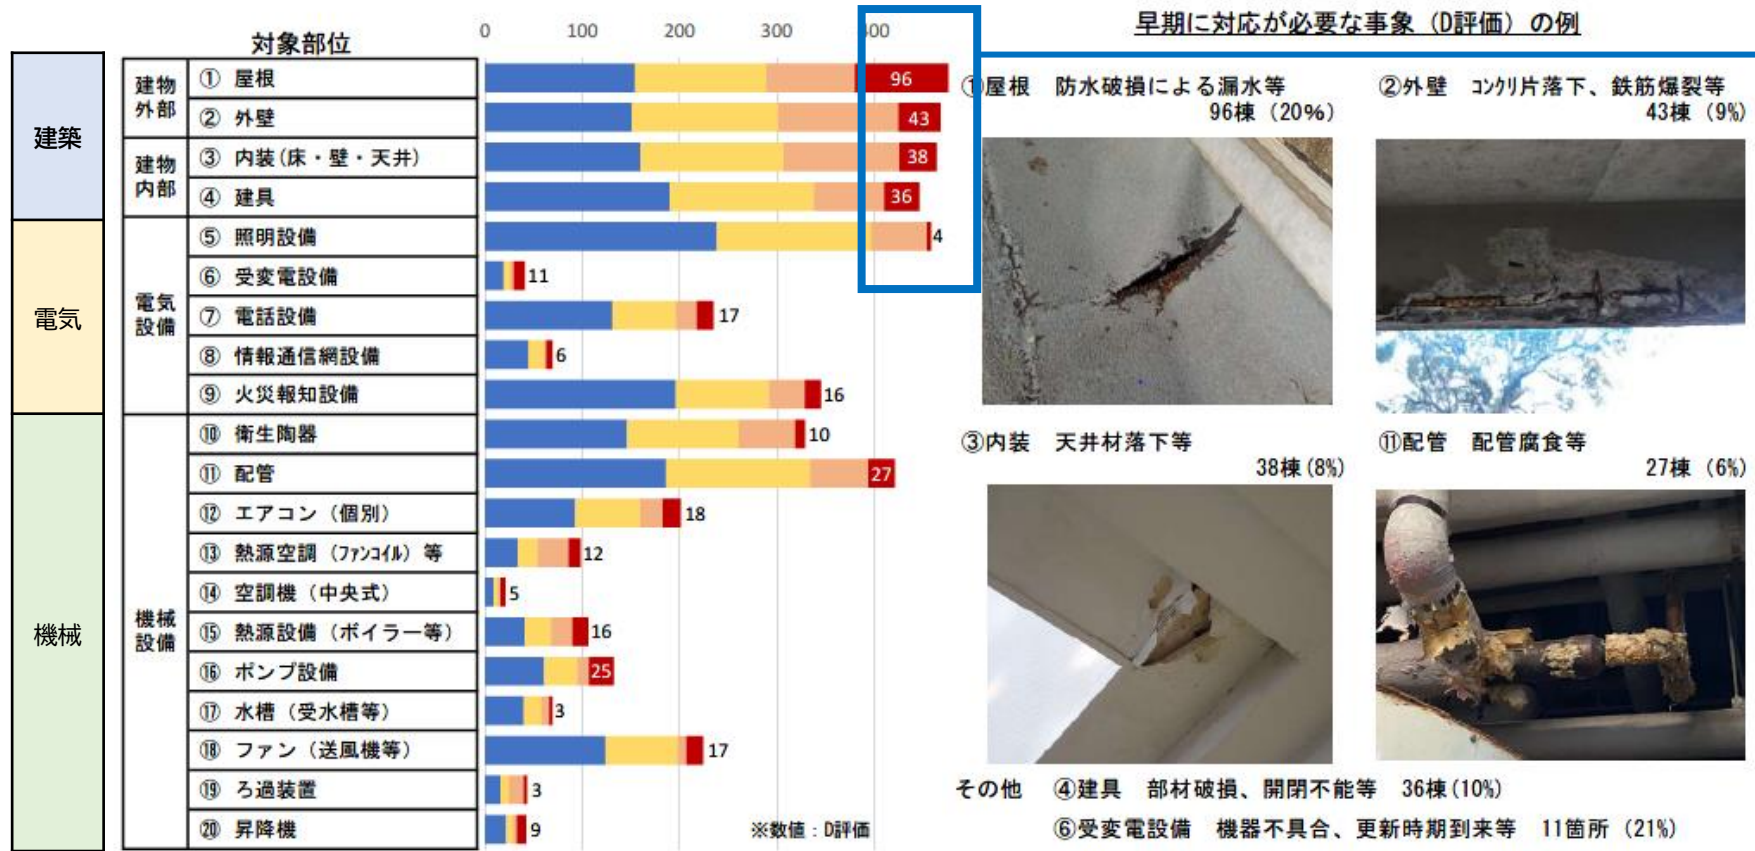 対象部位
0 100 200 300 400
建築
電気
機械
建物外部
建物内部
電気設備
機械設備
① 屋根 96
② 外壁 43
③ 内装(床・壁・天井) 38
④ 建具 36
⑤ 照明設備 4
⑥ 受変電設備 11
⑦ 電話設備 17
⑧ 情報通信網設備 6
⑨ 火災報知設備 16
⑩ 衛生陶器 10
⑪ 配管 27
⑫ エアコン（個別） 18
⑬ 熱源空調（ファンコイル）等 12
⑭ 空調機（中央式） 5
⑮ 熱源設備（ボイラー等） 16
⑯ ポンプ設備 25
⑰ 水槽（受水槽等） 3
⑱ ファン（送風機等） 17
⑲ ろ過装置 3
⑳ 昇降機 9
※数値：D評価
早期に対応が必要な事象（D評価）の例
①屋根 防水破損による漏水等
96棟（20%）
②外壁 コンクリ片落下、鉄筋爆裂等
43棟（9%）
③内装 天井材落下等
38棟(8%)
⑪配管 配管腐食等
27棟（6%）
その他 ④建具 部材破損、開閉不能等 36棟(10%)
⑥受変電設備 機器不具合、更新時期到来等 11箇所（21%）